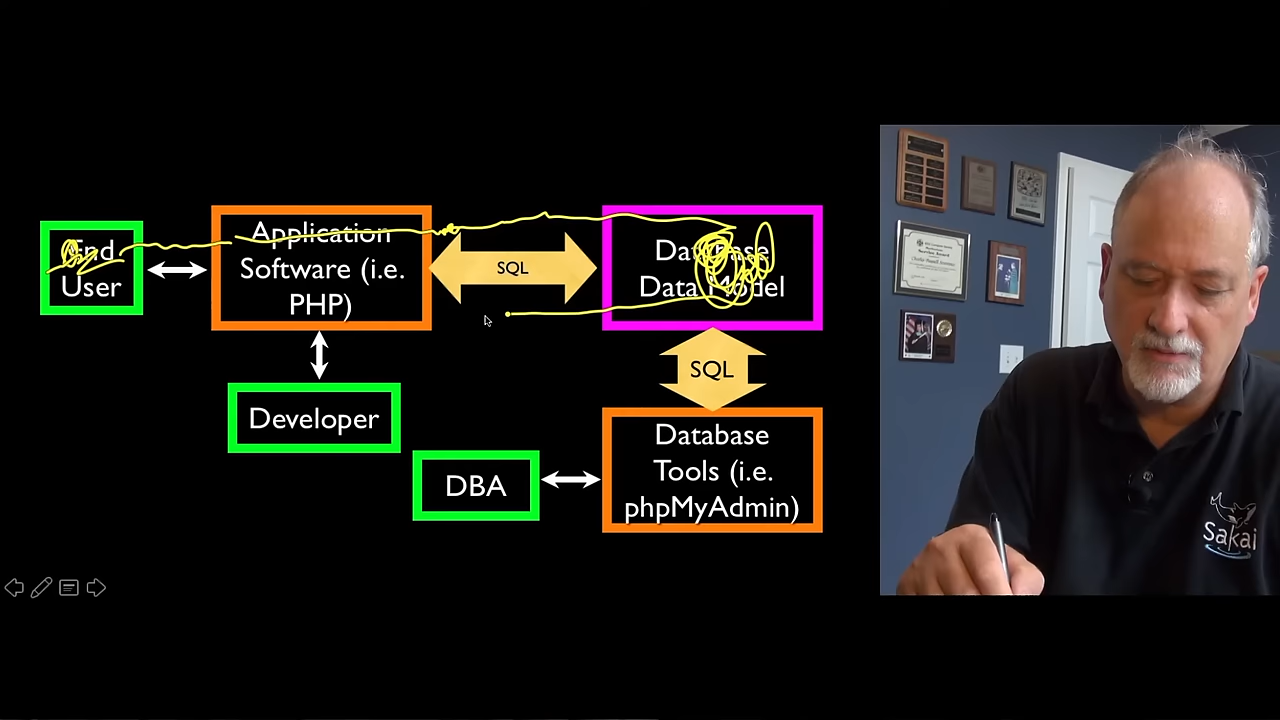 End
User
Application
Software (i.e.
PHP)
SQL
Database
Data Model
SQL
Developer
DBA
Database
Tools (i.e.
phpMyAdmin)
Sakai